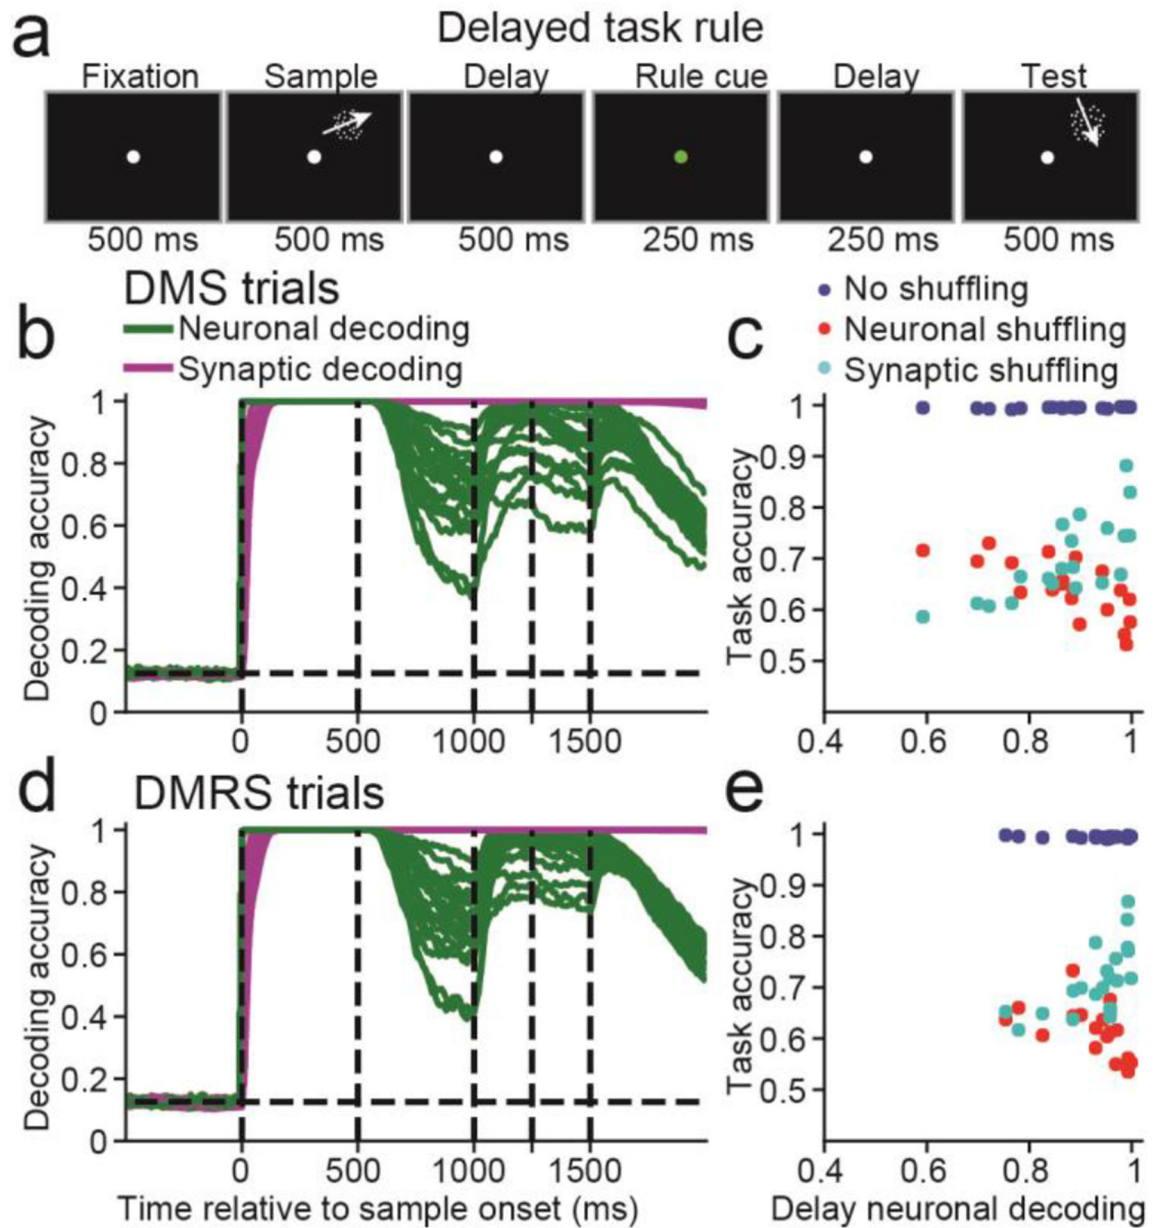 a
Delayed task rule
Fixation Sample Delay Rule cue Delay Test
500 ms 500 ms 500 ms 250 ms 250 ms 500 ms
DMS trials
b
Neuronal decoding
Synaptic decoding
Decoding accuracy
1
0.8
0.6
0.4
0.2
0
0 500 1000 1500
c
No shuffling
Neuronal shuffling
Synaptic shuffling
Task accuracy
1
0.9
0.8
0.7
0.6
0.5
0.4 0.6 0.8 1
d
DMRS trials
Decoding accuracy
1
0.8
0.6
0.4
0.2
0
0 500 1000 1500
Time relative to sample onset (ms)
e
Task accuracy
1
0.9
0.8
0.7
0.6
0.5
0.4 0.6 0.8 1
Delay neuronal decoding